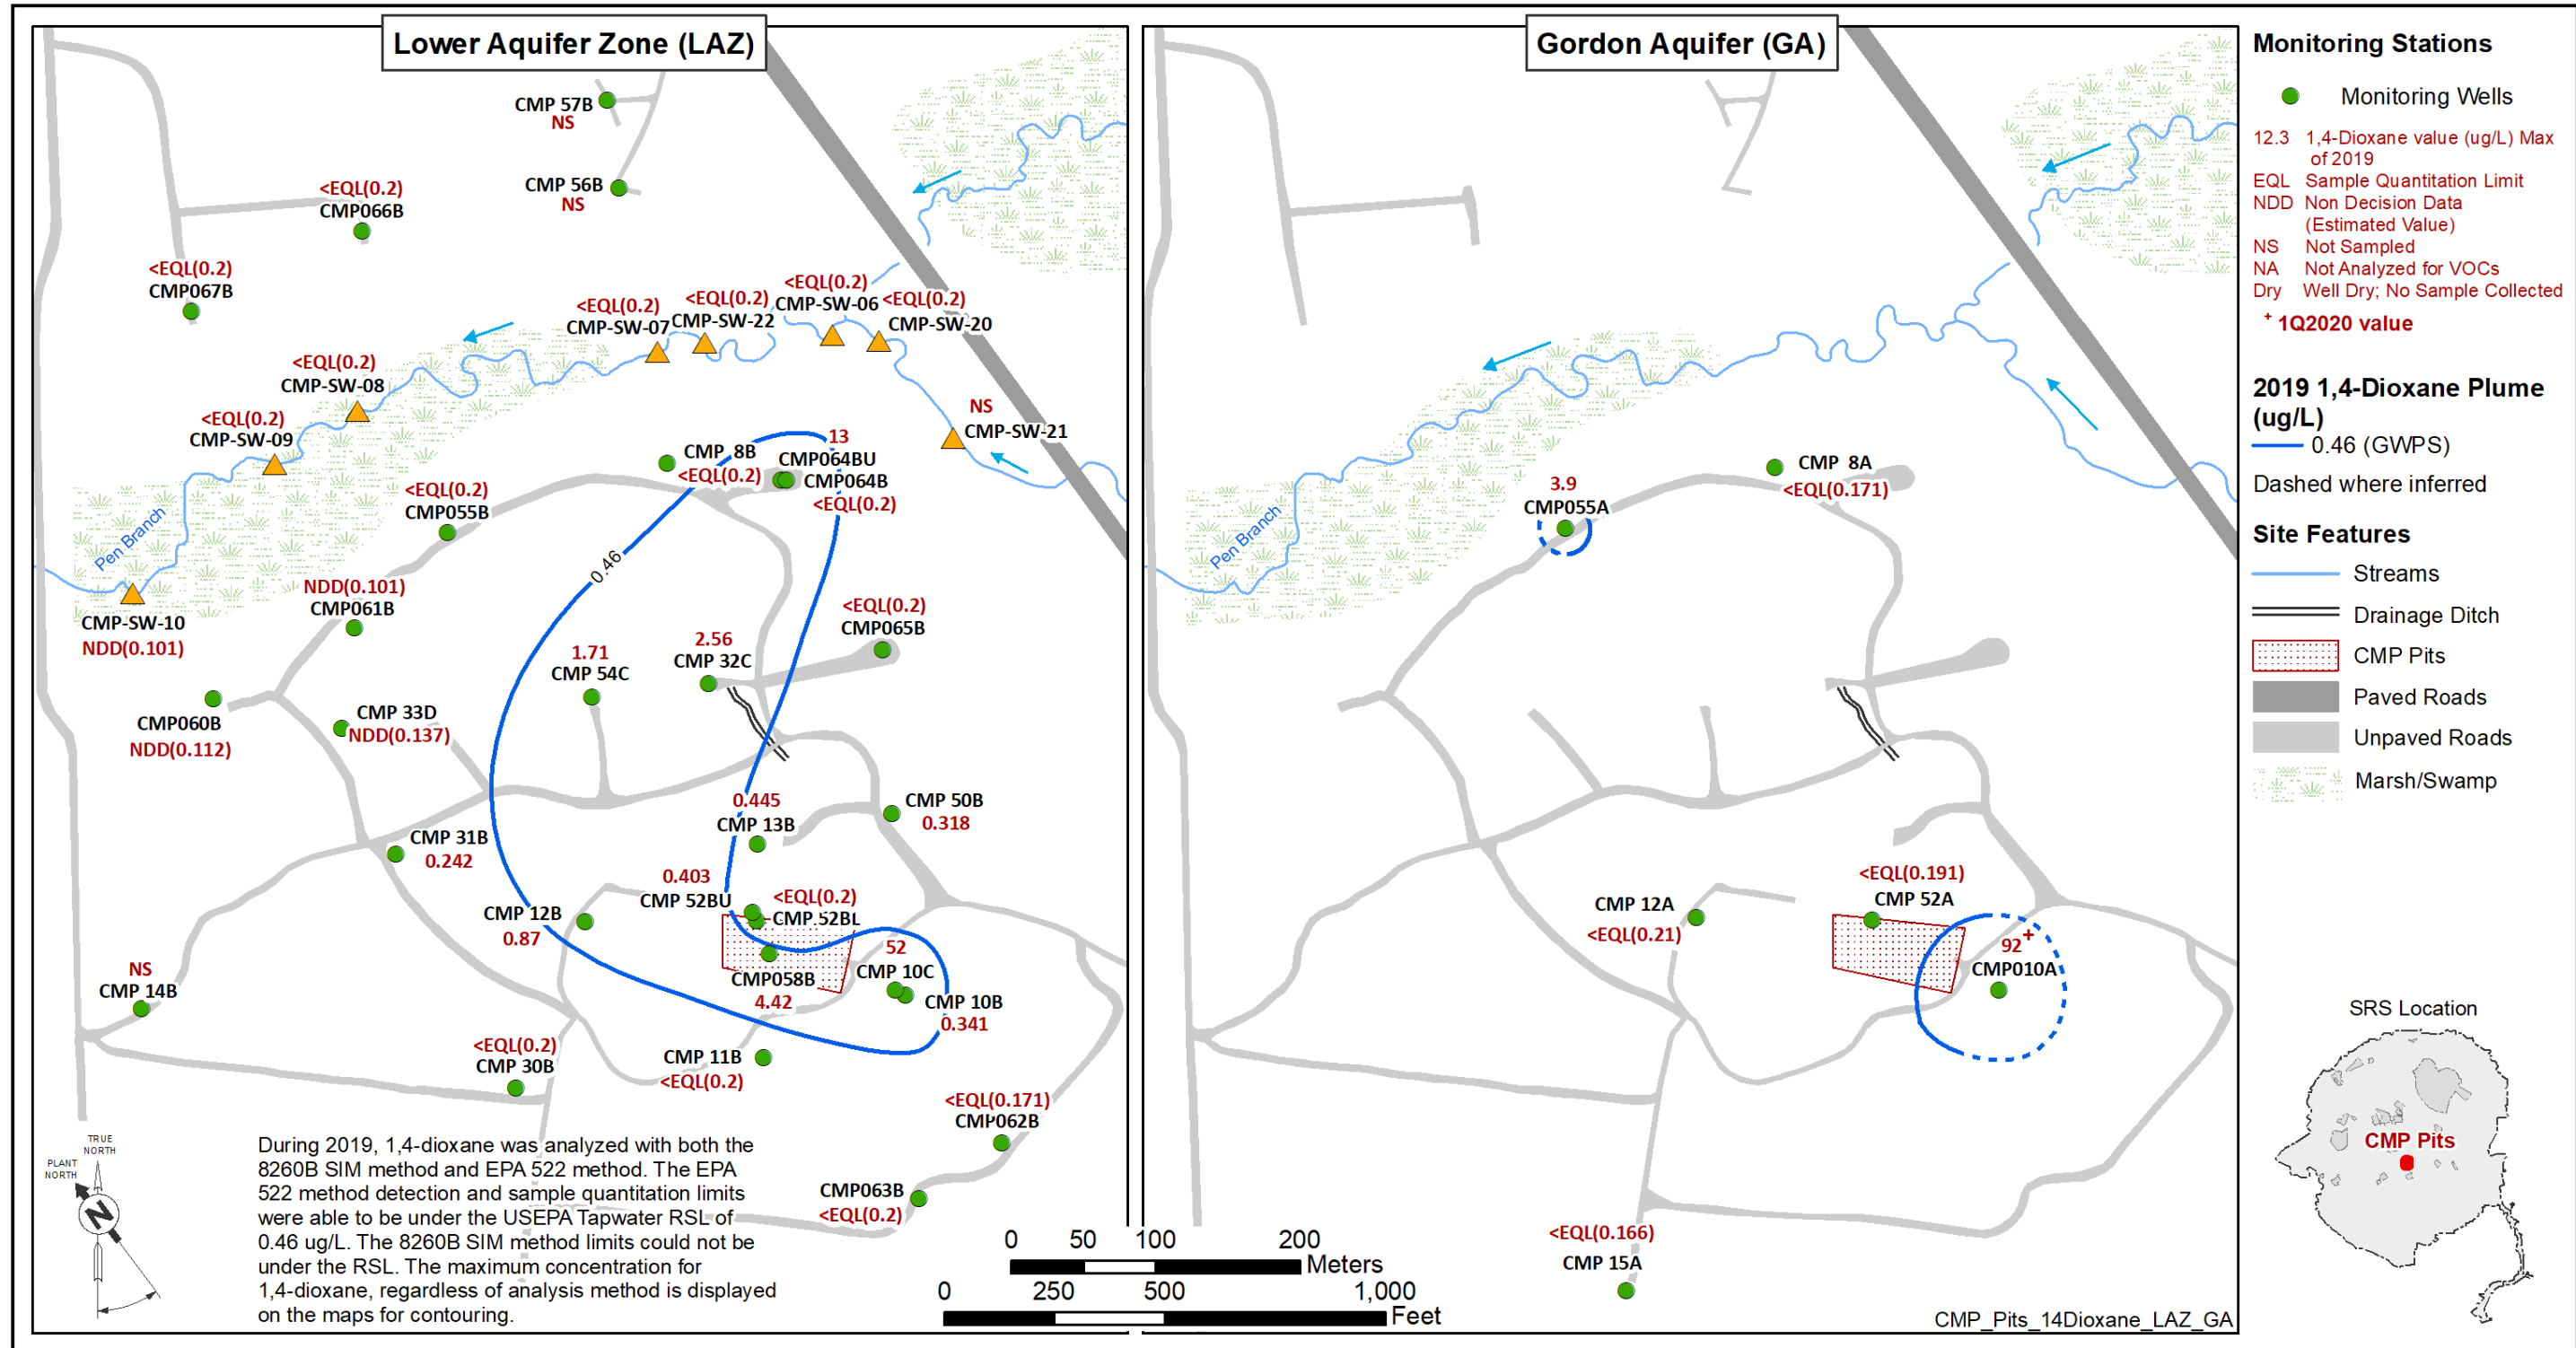 Lower Aquifer Zone (LAZ)
CMP 57B
NS
CMP 56B
NS
<EQL(0.2)
CMP066B
<EQL(0.2)
CMP067B
<EQL(0.2)
CMP-SW-06
<EQL(0.2)
CMP-SW-20
<EQL(0.2)
CMP-SW-22
<EQL(0.2)
CMP-SW-07
<EQL(0.2)
CMP-SW-08
<EQL(0.2)
CMP-SW-09
NS
CMP-SW-21
CMP 8B
<EQL(0.2)
13
CMP064BU
CMP064B
<EQL(0.2)
<EQL(0.2)
CMP055B
Pen Branch
0.46
NDD(0.101)
CMP061B
CMP-SW-10
NDD(0.101)
<EQL(0.2)
CMP065B
2.56
CMP 32C
1.71
CMP 54C
CMP060B
NDD(0.112)
CMP 33D
NDD(0.137)
0.445
CMP 13B
CMP 50B
0.318
CMP 31B
0.242
0.403
CMP 52BU
<EQL(0.2)
CMP 52BL
CMP 12B
0.87
52
CMP 10C
CMP058B
4.42
CMP 10B
0.341
NS
CMP 14B
<EQL(0.2)
CMP 30B
CMP 11B
<EQL(0.2)
<EQL(0.171)
CMP062B
CMP063B
<EQL(0.2)
TRUE
NORTH
PLANT
NORTH
N
During 2019, 1,4-dioxane was analyzed with both the
8260B SIM method and EPA 522 method. The EPA
522 method detection and sample quantitation limits
were able to be under the USEPA Tapwater RSL of
0.46 ug/L. The 8260B SIM method limits could not be
under the RSL. The maximum concentration for
1,4-dioxane, regardless of analysis method is displayed
on the maps for contouring.
0 50 100 200
Meters
0 250 500 1,000
Feet
Gordon Aquifer (GA)
CMP 8A
<EQL(0.171)
3.9
CMP055A
Pen Branch
<EQL(0.191)
CMP 52A
CMP 12A
<EQL(0.21)
92+
CMP010A
<EQL(0.166)
CMP 15A
CMP_Pits_14Dioxane_LAZ_GA
Monitoring Stations
Monitoring Wells
12.3 1,4-Dioxane value (ug/L) Max
of 2019
EQL Sample Quantitation Limit
NDD Non Decision Data
(Estimated Value)
NS Not Sampled
NA Not Analyzed for VOCs
Dry Well Dry; No Sample Collected
+ 1Q2020 value
2019 1,4-Dioxane Plume
(ug/L)
0.46 (GWPS)
Dashed where inferred
Site Features
Streams
Drainage Ditch
CMP Pits
Paved Roads
Unpaved Roads
Marsh/Swamp
SRS Location
CMP Pits